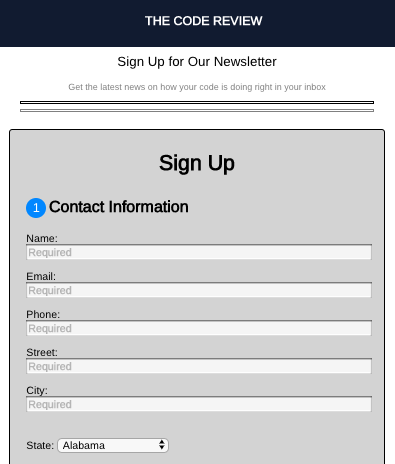 THE CODE REVIEW
Sign Up for Our Newsletter
Get the latest news on how your code is doing right in your inbox
Sign Up
1 Contact Information
Name:
Required
Email:
Required
Phone:
Required
Street:
Required
City:
Required
State: Alabama